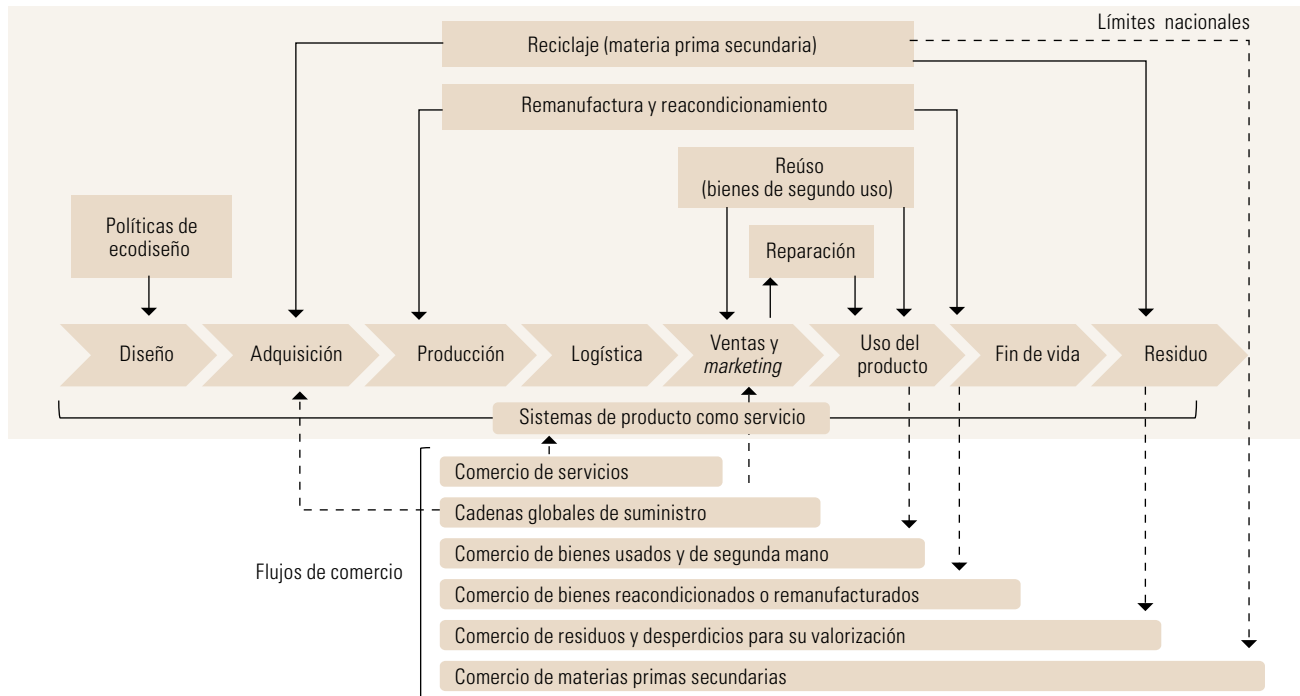 Límites nacionales
Reciclaje (materia prima secundaria)
Remanufactura y reacondicionamiento
Reúso
(bienes de segundo uso)
Políticas de
ecodiseño
Reparación
Diseño
Adquisición
Producción
Logística
Ventas y
marketing
Uso del
producto
Fin de vida
Residuo
Sistemas de producto como servicio
Flujos de comercio
Comercio de servicios
Cadenas globales de suministro
Comercio de bienes usados y de segunda mano
Comercio de bienes reacondicionados o remanufacturados
Comercio de residuos y desperdicios para su valorización
Comercio de materias primas secundarias